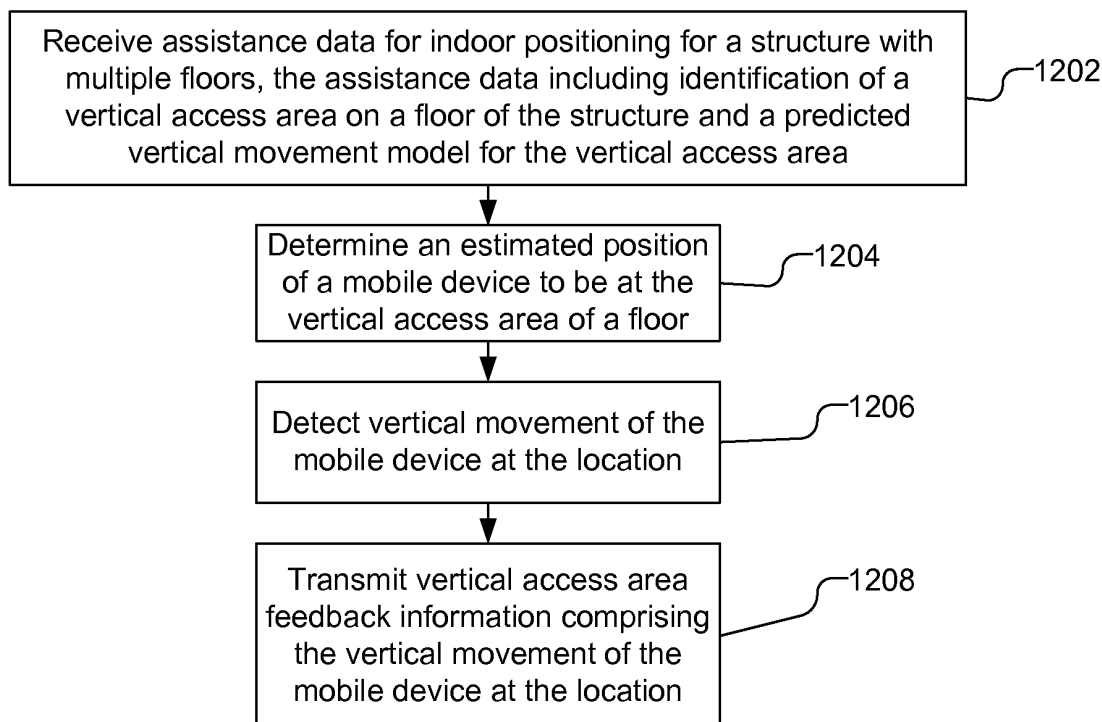 Receive assistance data for indoor positioning for a structure with
multiple floors, the assistance data including identification of a
vertical access area on a floor of the structure and a predicted
vertical movement model for the vertical access area
1202
Determine an estimated position
of a mobile device to be at the
vertical access area of a floor
1204
Detect vertical movement of the
mobile device at the location
1206
Transmit vertical access area
feedback information comprising
the vertical movement of the
mobile device at the location
1208